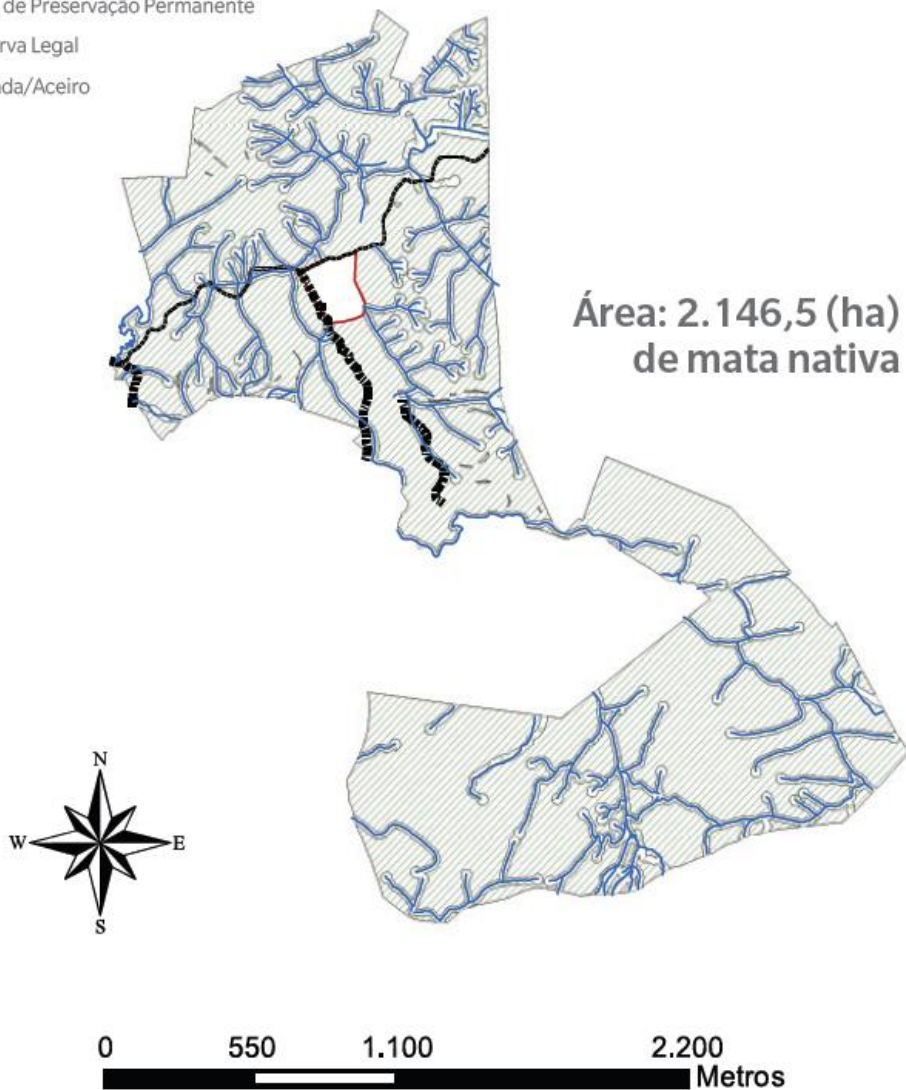 de Preservação Permanente
rva Legal
da/Aceiro
Área: 2.146,5 (ha)
de mata nativa
N
W
E
S
0 550 1.100 2.200
Metros